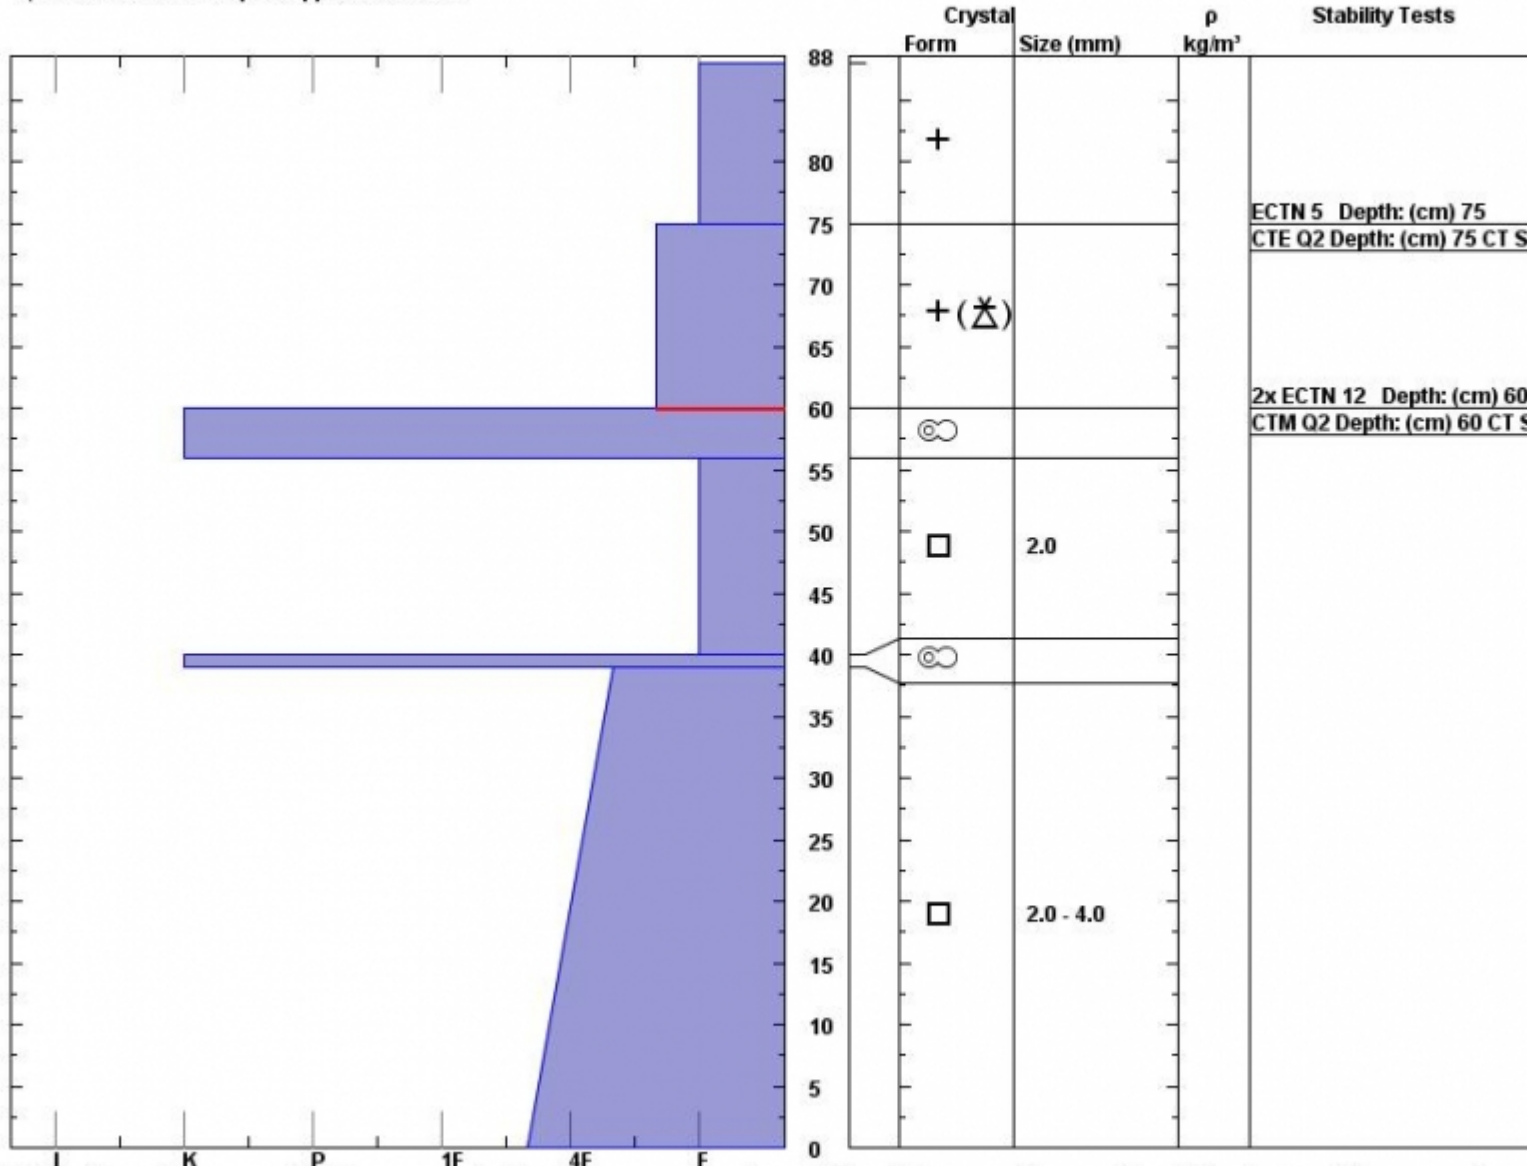 Crystal ρ Stability Tests
Form Size (mm) kg/m³
88
80
75
70
65
60
55
50
45
40
35
30
25
20
15
10
5
0
ECTN 5 Depth: (cm) 75
CTE Q2 Depth: (cm) 75 CT S
2x ECTN 12 Depth: (cm) 60
CTM Q2 Depth: (cm) 60 CT S
2.0
2.0 - 4.0
I K P 1F 4F F